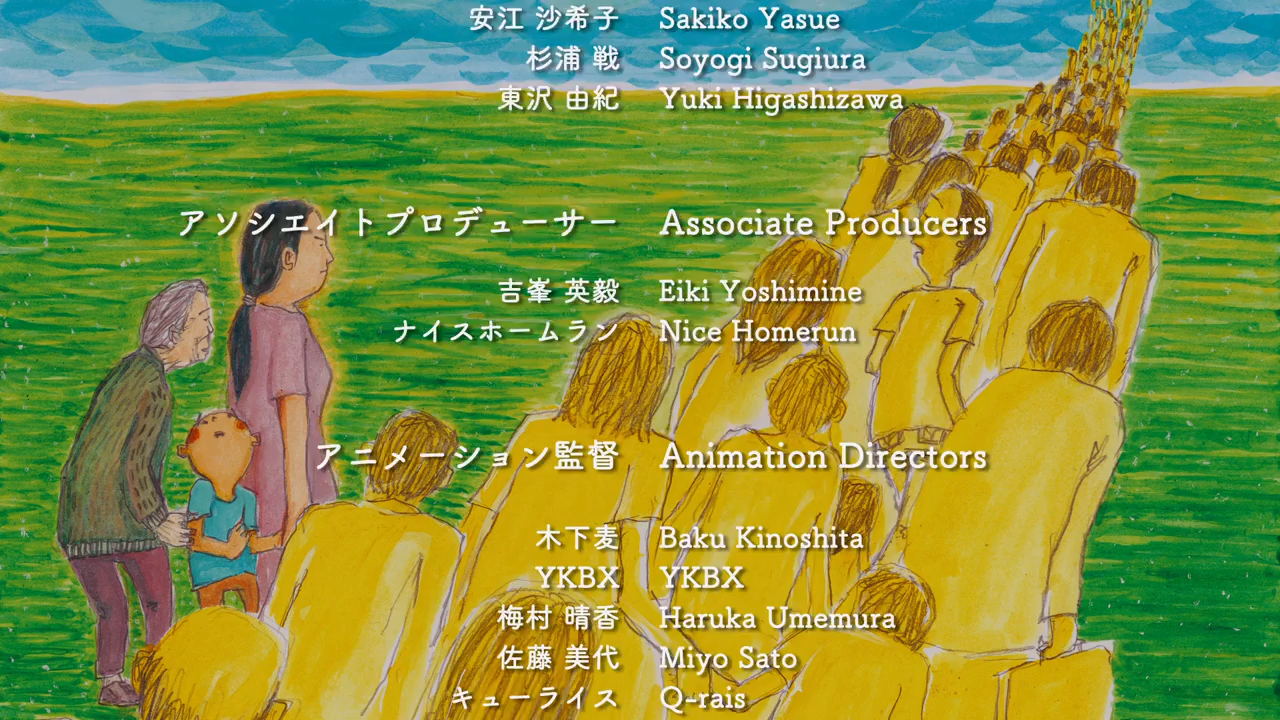 安江 沙希子 Sakiko Yasue
杉浦 戦 Soyogi Sugiura
東沢 由紀 Yuki Higashizawa
アソシエイトプロデューサー Associate Producers
吉峯 英毅 Eiki Yoshimine
ナイスホームラン Nice Homerun
アニメーション監督 Animation Directors
木下麦 Baku Kinoshita
YKBX YKBX
梅村 晴香 Haruka Umemura
佐藤 美代 Miyo Sato
キューライス Q-rais